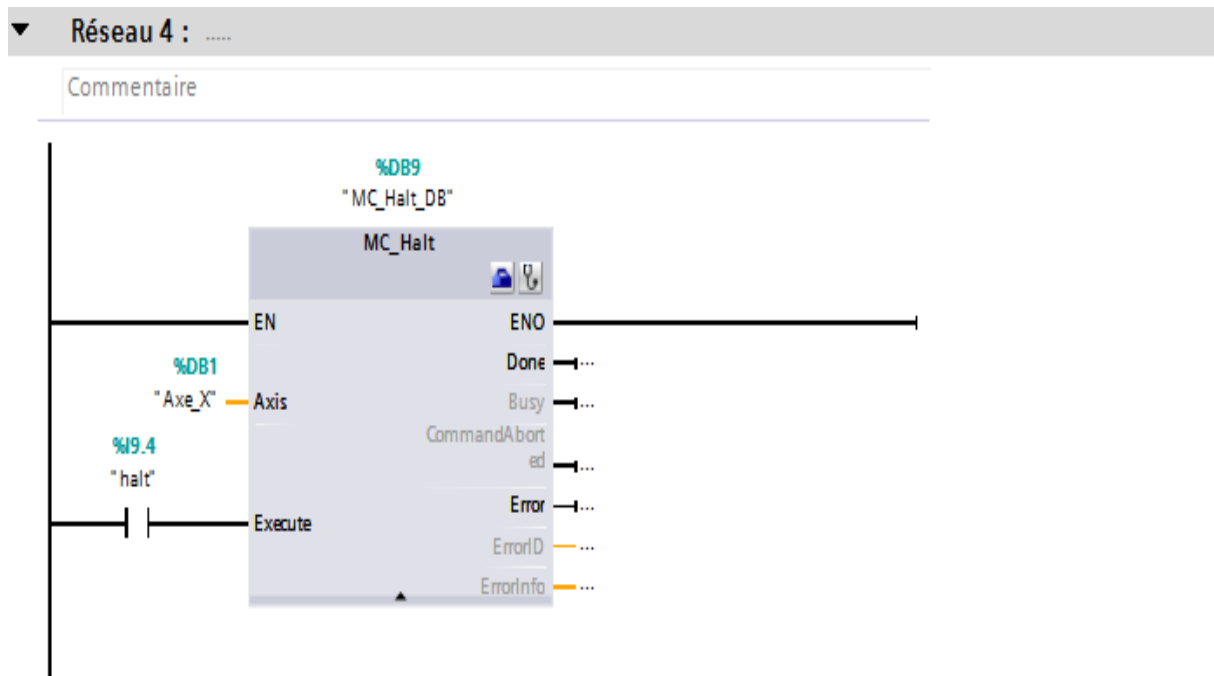 Réseau 4 : .....
Commentaire
%DB9
"MC_Halt_DB"
MC_Halt
EN ENO
%DB1 Done ...
"Axe_X" Axis Busy ...
%I9.4 CommandAbort
"halt" ed ...
Execute Error ...
ErrorID ...
ErrorInfo ...